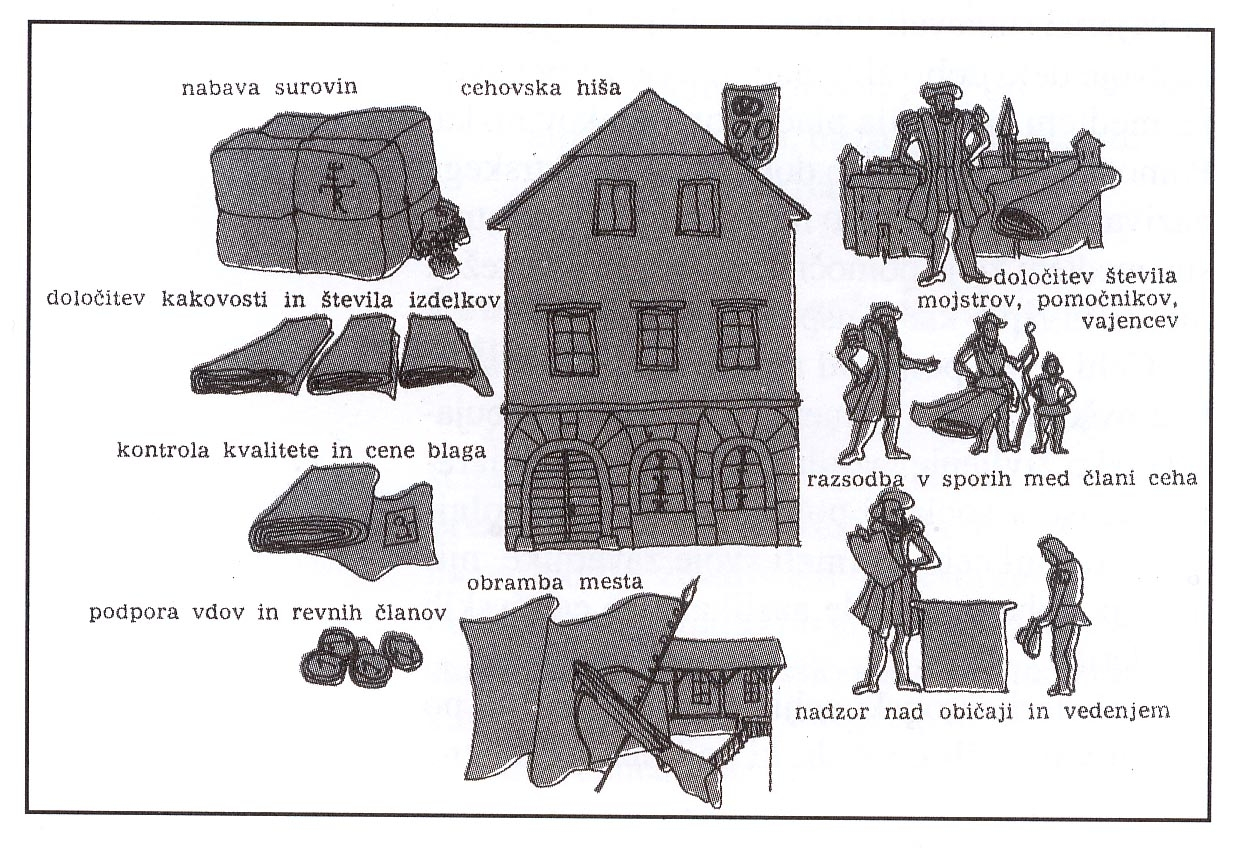 nabava surovin
cehovska hiša
določitev kakovosti in števila izdelkov
kontrola kvalitete in cene blaga
podpora vdov in revnih članov
obramba mesta
določitev števila
mojstrov, pomočnikov,
vajencev
razsodba v sporih med člani ceha
nadzor nad običaji in vedenjem